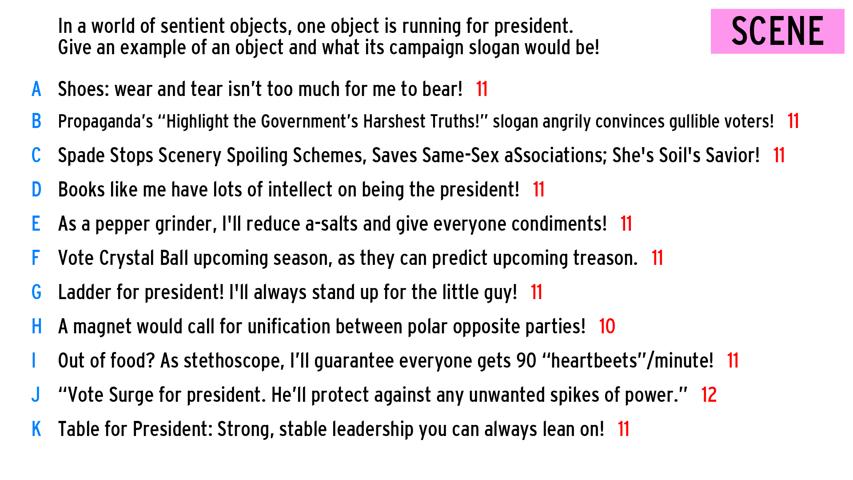 In a world of sentient objects, one object is running for president.
Give an example of an object and what its campaign slogan would be!
SCENE
A Shoes: wear and tear isn't too much for me to bear! 11
B Propaganda's “Highlight the Government's Harshest Truths!” slogan angrily convinces gullible voters! 11
C Spade Stops Scenery Spoiling Schemes, Saves Same-Sex aSsociations; She's Soil's Savior! 11
D Books like me have lots of intellect on being the president! 11
E As a pepper grinder, I'll reduce a-salts and give everyone condiments! 11
F Vote Crystal Ball upcoming season, as they can predict upcoming treason. 11
G Ladder for president! I'll always stand up for the little guy! 11
H A magnet would call for unification between polar opposite parties! 10
I Out of food? As stethoscope, I'll guarantee everyone gets 90 “heartbeets”/minute! 11
J “Vote Surge for president. He'll protect against any unwanted spikes of power.” 12
K Table for President: Strong, stable leadership you can always lean on! 11